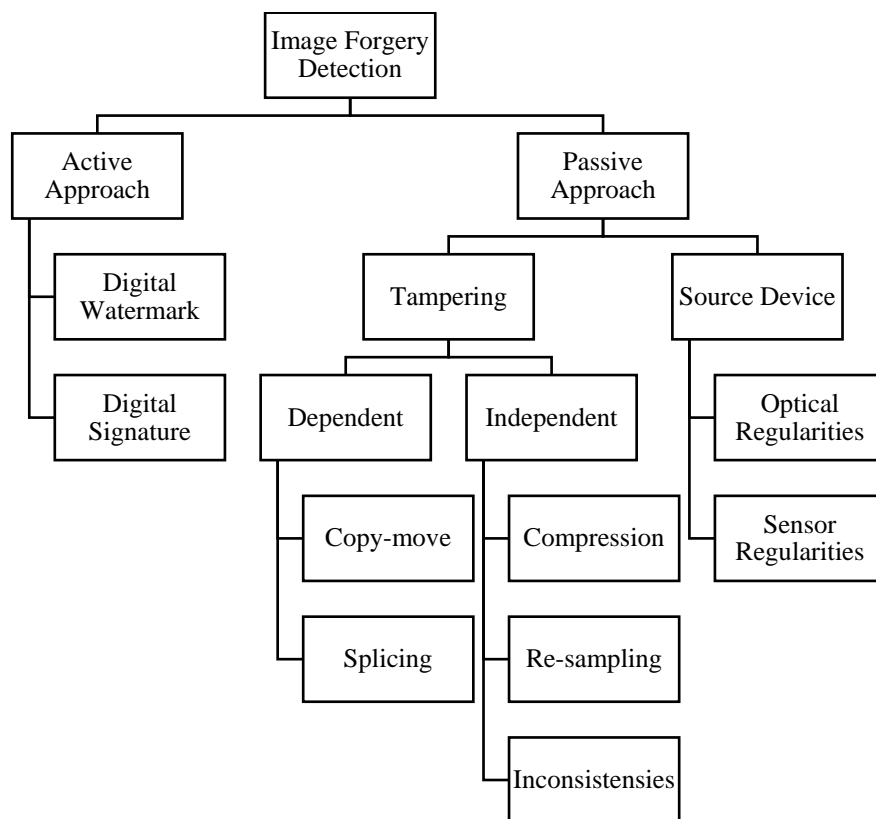 Image Forgery
Detection
Active
Approach
Passive
Approach
Digital
Watermark
Tampering
Source Device
Digital
Signature
Dependent
Independent
Optical
Regularities
Copy-move
Compression
Sensor
Regularities
Splicing
Re-sampling
Inconsistensies